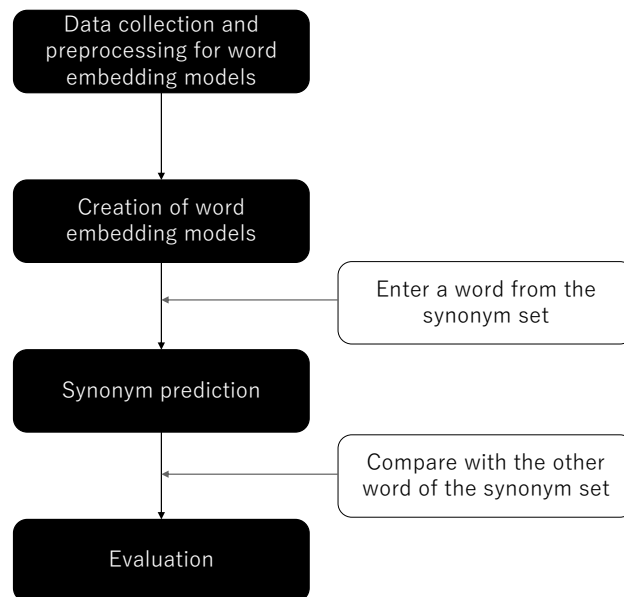 Data collection and
preprocessing for word
embedding models
Creation of word
embedding models
Enter a word from the
synonym set
Synonym prediction
Compare with the other
word of the synonym set
Evaluation